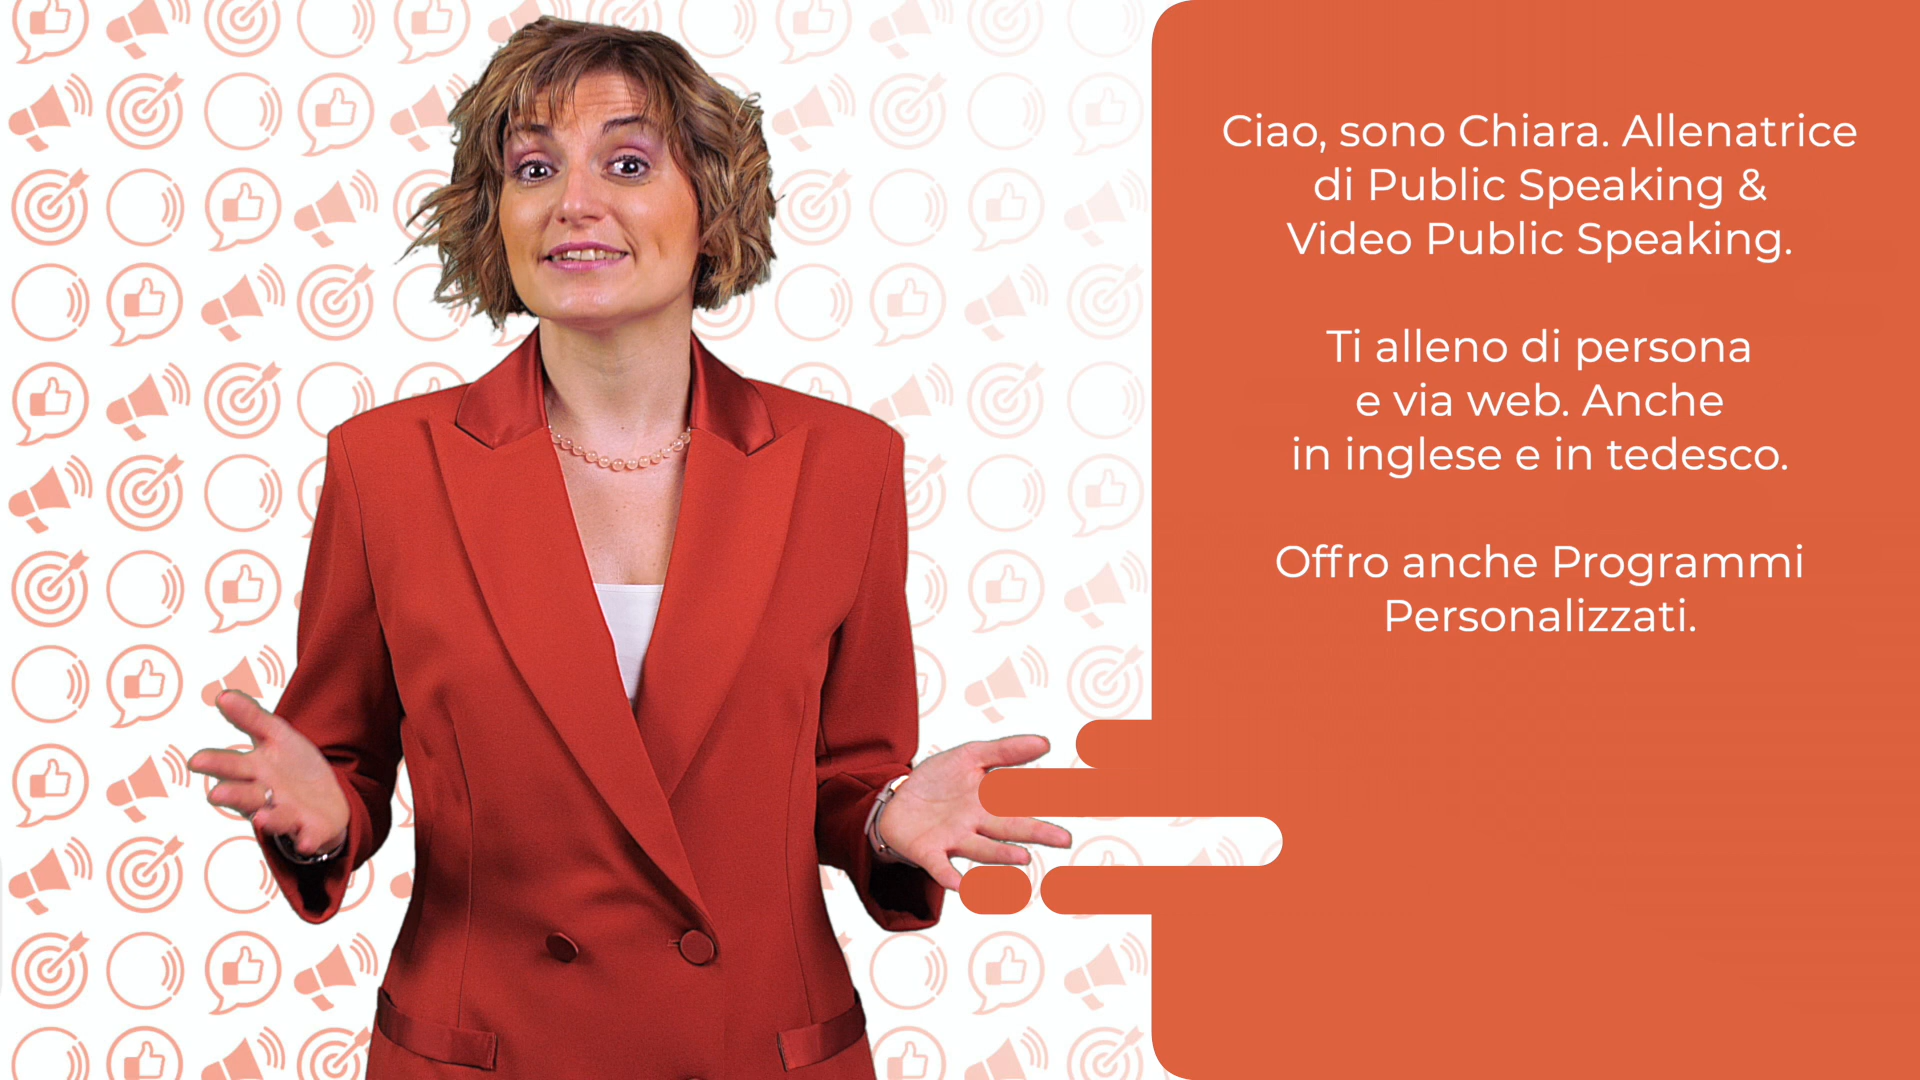 Ciao, sono Chiara. Allenatrice
di Public Speaking &
Video Public Speaking.
Ti alleno di persona
e via web. Anche
in inglese e in tedesco.
Offro anche Programmi
Personalizzati.